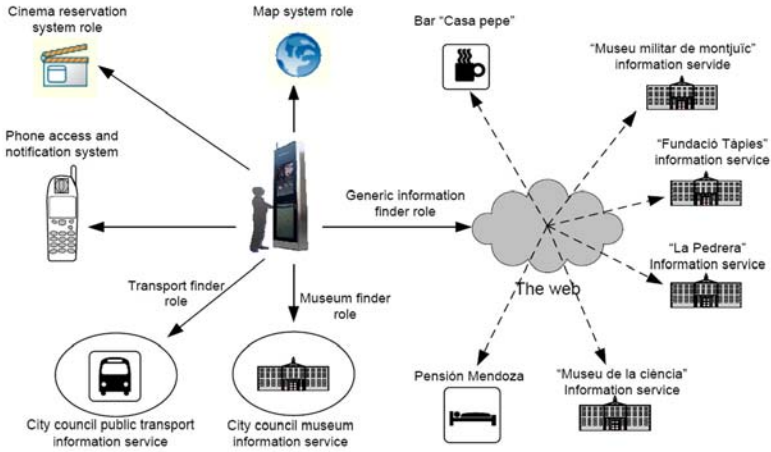 Cinema reservation
system role
Map system role
Bar “Casa pepe”
“Museu militar de montjuïc”
information servide
Phone access and
notification system
“Fundació Tàpies”
information service
Generic information
finder role
“La Pedrera”
Information service
Transport finder
role
Museum finder
role
The web
Pensión Mendoza
“Museu de la ciència”
Information service
City council public transport
information service
City council museum
information service